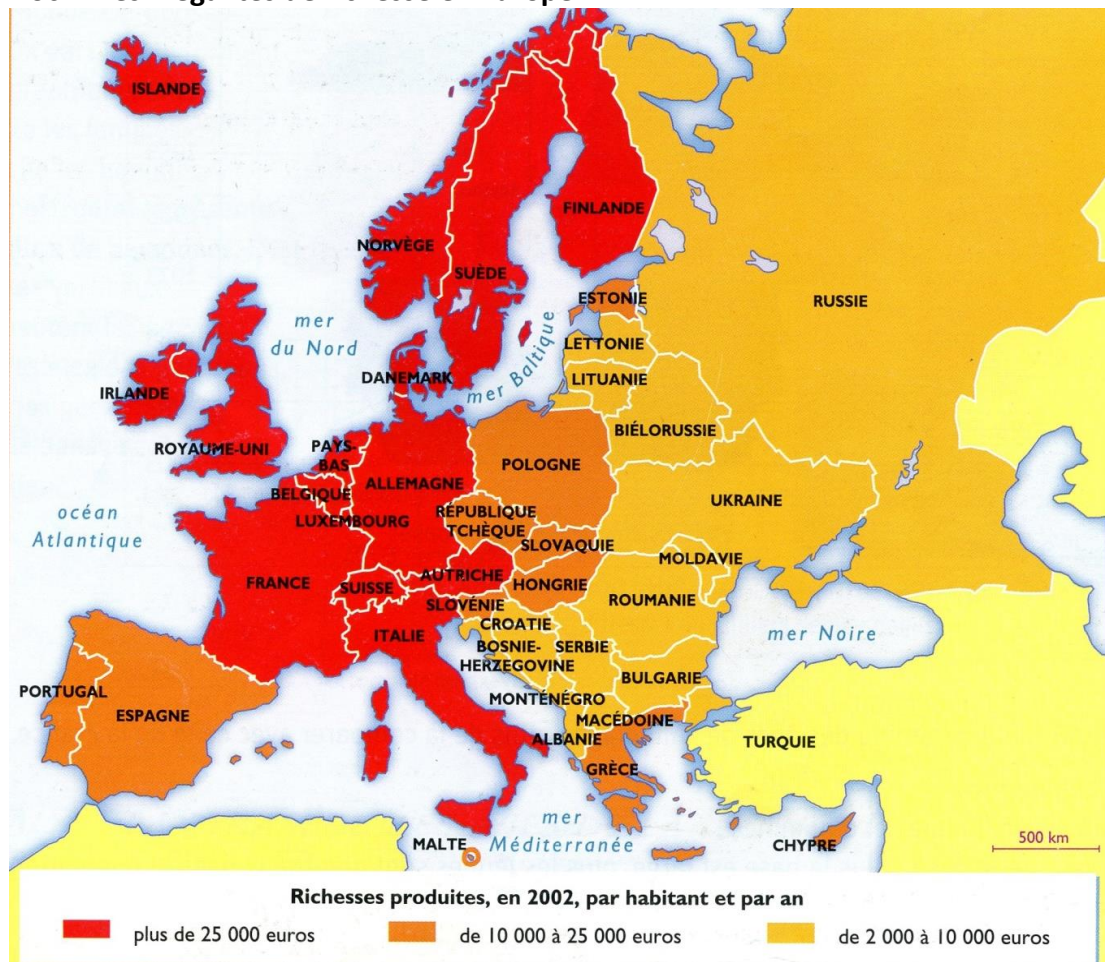 ISLANDE
FINLANDE
NORVÈGE
SUÈDE
ESTONIE
RUSSIE
mer
du Nord
LETTONIE
mer Baltique
DANEMARK
LITUANIE
IRLANDE
BIÉLORUSSIE
ROYAUME-UNI
PAYS-
BAS
POLOGNE
ALLEMAGNE
BELGIQUE
UKRAINE
océan
Atlantique
LUXEMBOURG
RÉPUBLIQUE
TCHÈQUE
SLOVAQUIE
MOLDAVIE
FRANCE
SUISSE
AUTRICHE
HONGRIE
ROUMANIE
SLOVÉNIE
CROATIE
ITALIE
mer Noire
BOSNIE-
HERZEGOVINE
SERBIE
BULGARIE
PORTUGAL
ESPAGNE
MONTÉNÉGRO
MACÉDOINE
ALBANIE
TURQUIE
GRÈCE
mer
Méditerranée
MALTE
CHYPRE
500 km
Richesses produites, en 2002, par habitant et par an
plus de 25 000 euros
de 10 000 à 25 000 euros
de 2 000 à 10 000 euros